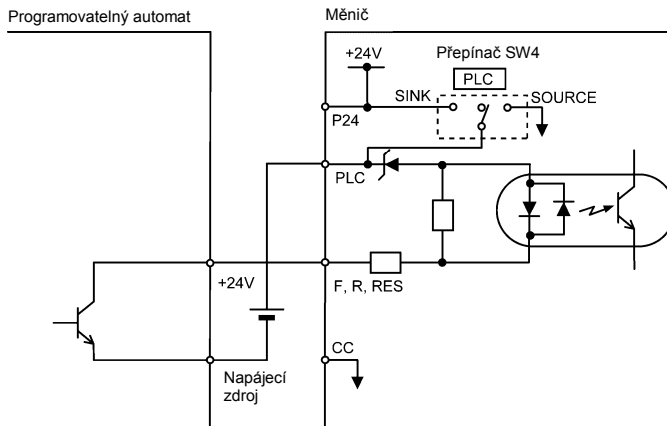 Programovatelný automat
Měnič
+24V
Přepínač SW4
PLC
SINK
SOURCE
P24
PLC
+24V
F, R, RES
CC
Napájecí
zdroj